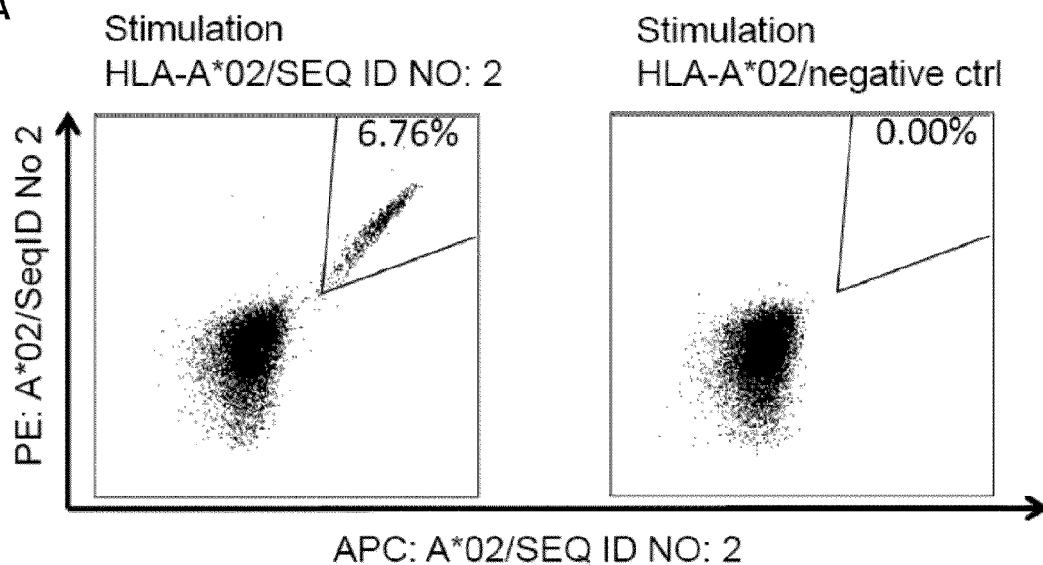 A
Stimulation
HLA-A*02/SEQ ID NO: 2
Stimulation
HLA-A*02/negative ctrl
6.76%
0.00%
PE: A*02/SeqID No 2
APC: A*02/SEQ ID NO: 2